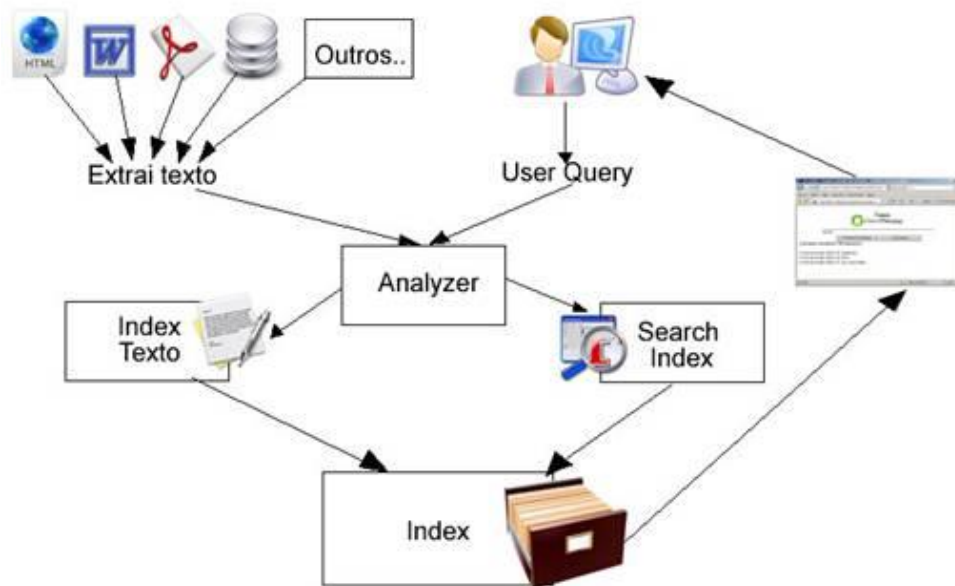 HTML
W
Outros..
Extrai texto
User Query
Analyzer
Index
Texto
Search
Index
Index